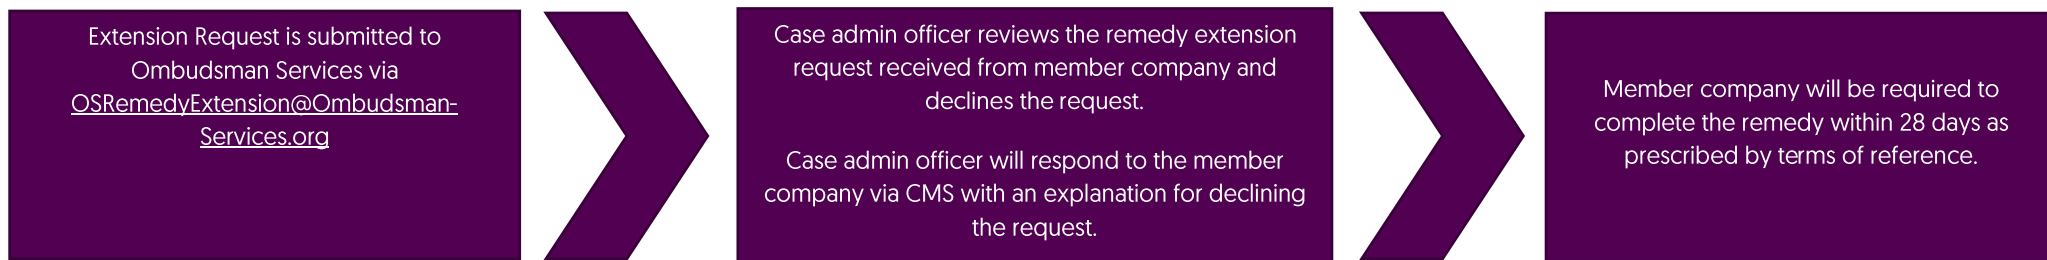 Extension Request is submitted to
Ombudsman Services via
OSRemedyExtension@Ombudsman-
Services.org
Case admin officer reviews the remedy extension
request received from member company and
declines the request.
Case admin officer will respond to the member
company via CMS with an explanation for declining
the request.
Member company will be required to
complete the remedy within 28 days as
prescribed by terms of reference.